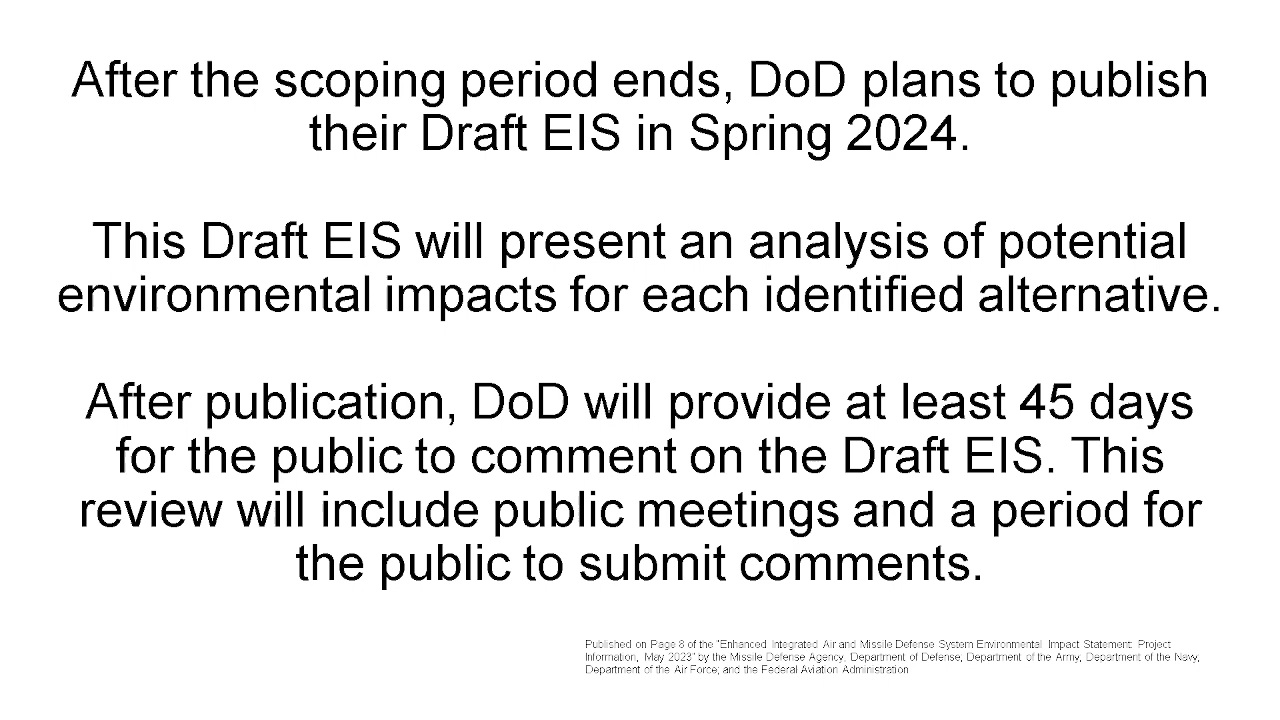 After the scoping period ends, DoD plans to publish
their Draft EIS in Spring 2024.
This Draft EIS will present an analysis of potential
environmental impacts for each identified alternative.
After publication, DoD will provide at least 45 days
for the public to comment on the Draft EIS. This
review will include public meetings and a period for
the public to submit comments.
Published on Page 8 of the "Enhanced Integrated Air and Missile Defense System Environmental Impact Statement: Project
Information, May 2023" by the Missile Defense Agency; Department of Defense; Department of the Army; Department of the Navy;
Department of the Air Force; and the Federal Aviation Administration